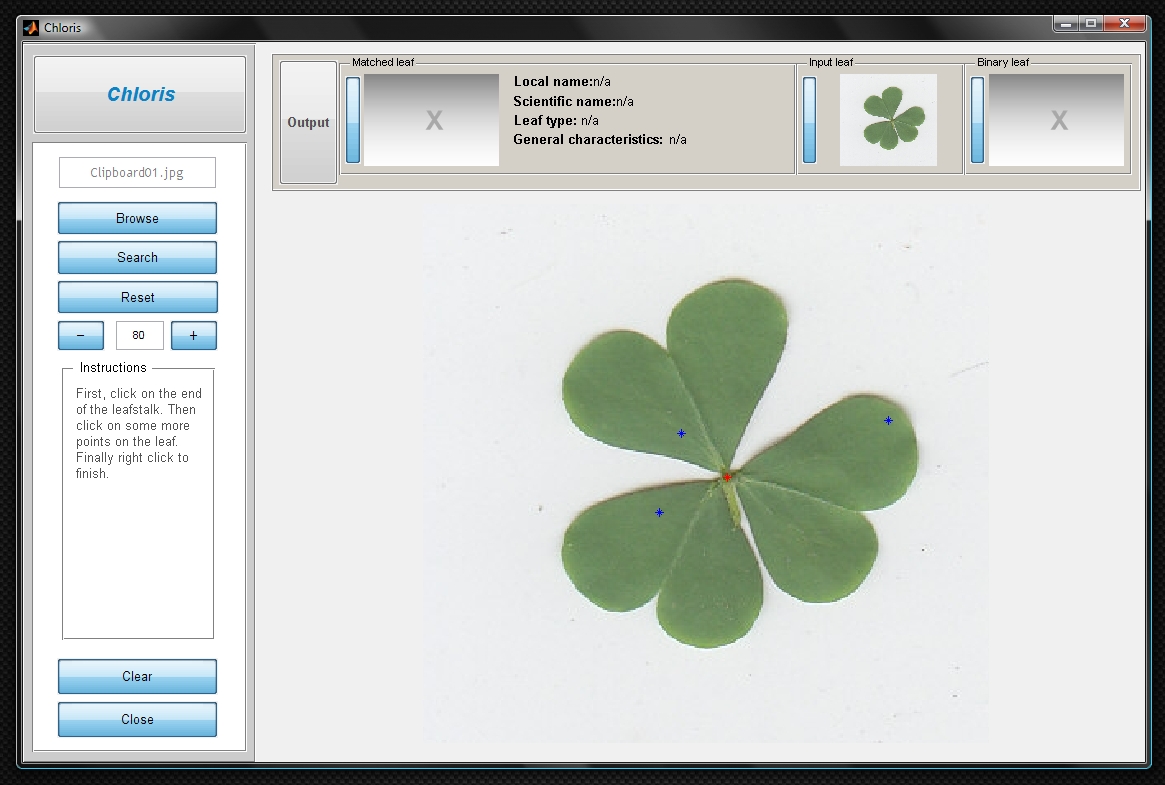 Chloris
Chloris
Clipboard01.jpg
Browse
Search
Reset
− 80 +
Instructions
First, click on the end
of the leafstalk. Then
click on some more
points on the leaf.
Finally right click to
finish.
Clear
Close
Output
Matched leaf
X
Local name:n/a
Scientific name:n/a
Leaf type: n/a
General characteristics: n/a
Input leaf
Binary leaf
X